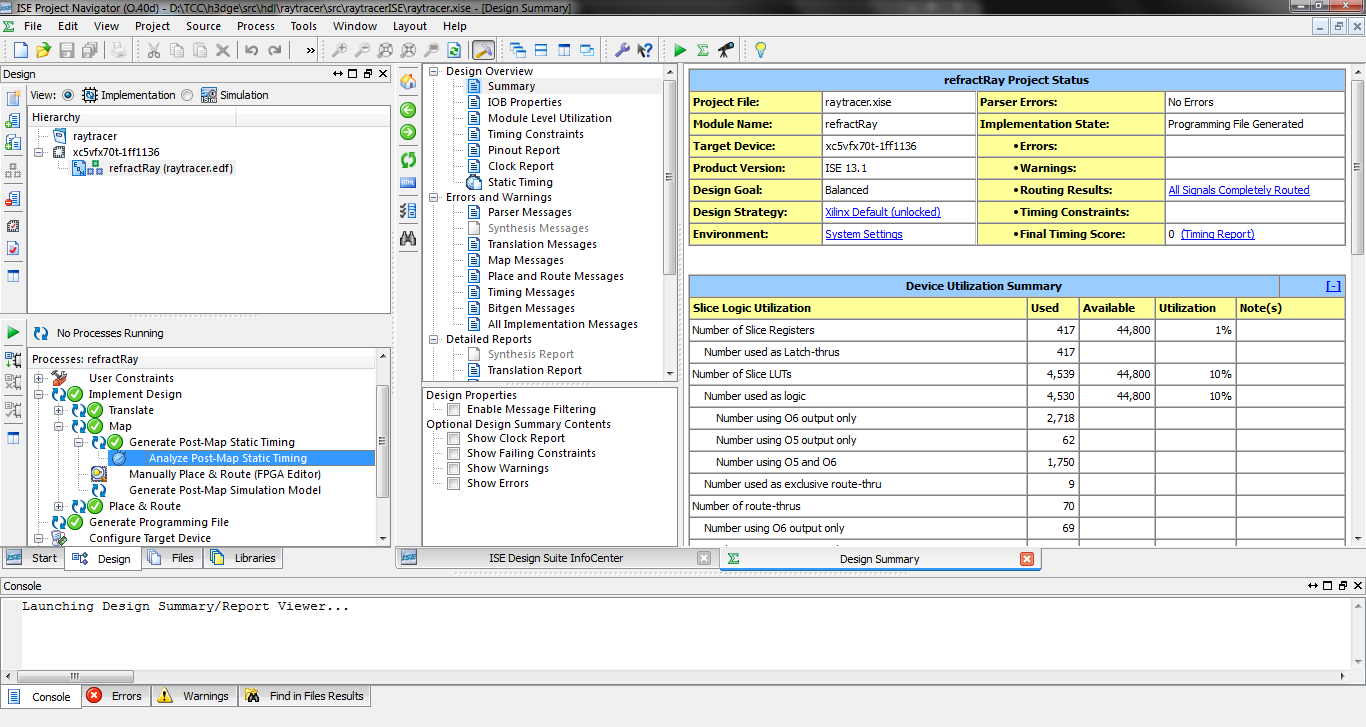 ISE Project Navigator (O.40d) - D:\TCC\h3dge\src\hdl\raytracer\src\raytracerISE\raytracer.xise - [Design Summary]
File Edit View Project Source Process Tools Window Layout Help
Design
View: Implementation Simulation
Hierarchy
raytracer
xc5vfx70t-1ff1136
refractRay (raytracer.edf)
No Processes Running
Processes: refractRay
User Constraints
Implement Design
Translate
Map
Generate Post-Map Static Timing
Analyze Post-Map Static Timing
Manually Place & Route (FPGA Editor)
Generate Post-Map Simulation Model
Place & Route
Generate Programming File
Configure Target Device
Start Design Files Libraries
Design Overview
Summary
IOB Properties
Module Level Utilization
Timing Constraints
Pinout Report
Clock Report
Static Timing
Errors and Warnings
Parser Messages
Synthesis Messages
Translation Messages
Map Messages
Place and Route Messages
Timing Messages
Bitgen Messages
All Implementation Messages
Detailed Reports
Synthesis Report
Translation Report
Design Properties
Enable Message Filtering
Optional Design Summary Contents
Show Clock Report
Show Failing Constraints
Show Warnings
Show Errors
refractRay Project Status
Project File: raytracer.xise Parser Errors: No Errors
Module Name: refractRay Implementation State: Programming File Generated
Target Device: xc5vfx70t-1ff1136 •Errors:
Product Version: ISE 13.1 •Warnings:
Design Goal: Balanced •Routing Results: All Signals Completely Routed
Design Strategy: Xilinx Default (unlocked) •Timing Constraints:
Environment: System Settings •Final Timing Score: 0 (Timing Report)
Device Utilization Summary [-]
Slice Logic Utilization Used Available Utilization Note(s)
Number of Slice Registers 417 44,800 1%
Number used as Latch-thrus 417
Number of Slice LUTs 4,539 44,800 10%
Number used as logic 4,530 44,800 10%
Number using O6 output only 2,718
Number using O5 output only 62
Number using O5 and O6 1,750
Number used as exclusive route-thru 9
Number of route-thrus 70
Number using O6 output only 69
ISE Design Suite InfoCenter Design Summary
Console
Launching Design Summary/Report Viewer...
Console Errors Warnings Find in Files Results